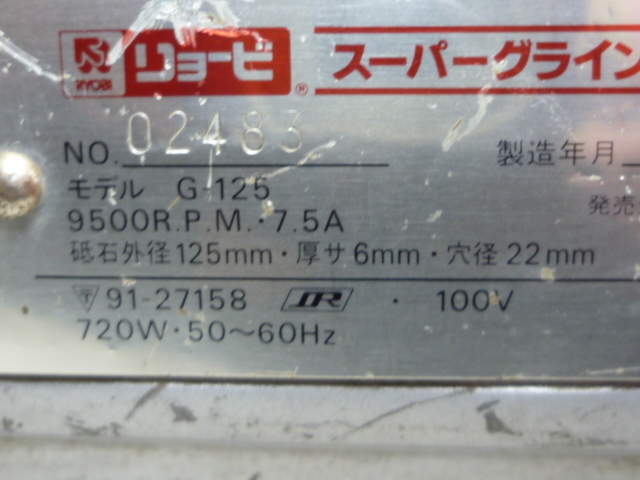 RYOBI リョービ® スーパーグライン
NO. 02483 製造年月
モデル G-125
発売
9500R.P.M.・7.5A
砥石外径125mm・厚サ6mm・穴径22mm
91-27158 JR ・ 100V
720W・50～60Hz